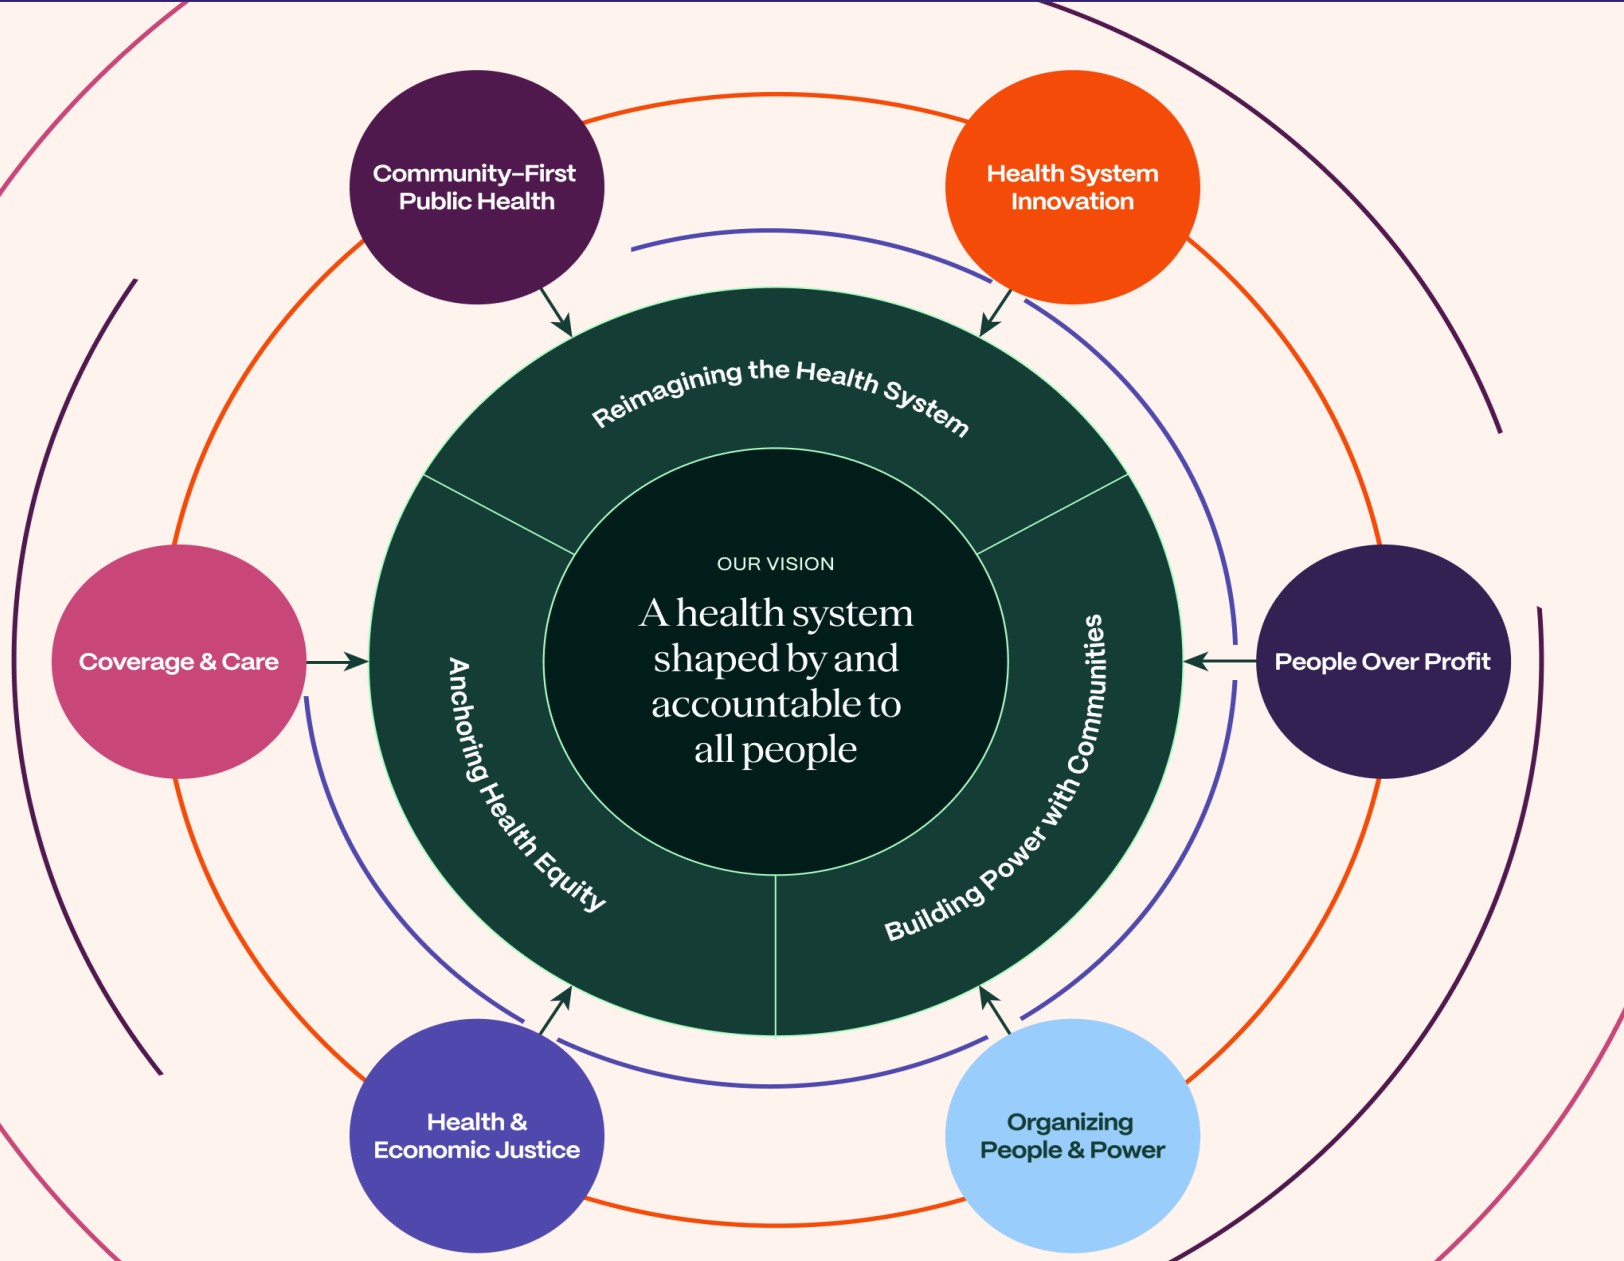 Community–First
Public Health
Health System
Innovation
Reimagining the Health System
OUR VISION
A health system
shaped by and
accountable to
all people
Coverage & Care
People Over Profit
Anchoring Health Equity
Building Power with Communities
Health &
Economic Justice
Organizing
People & Power